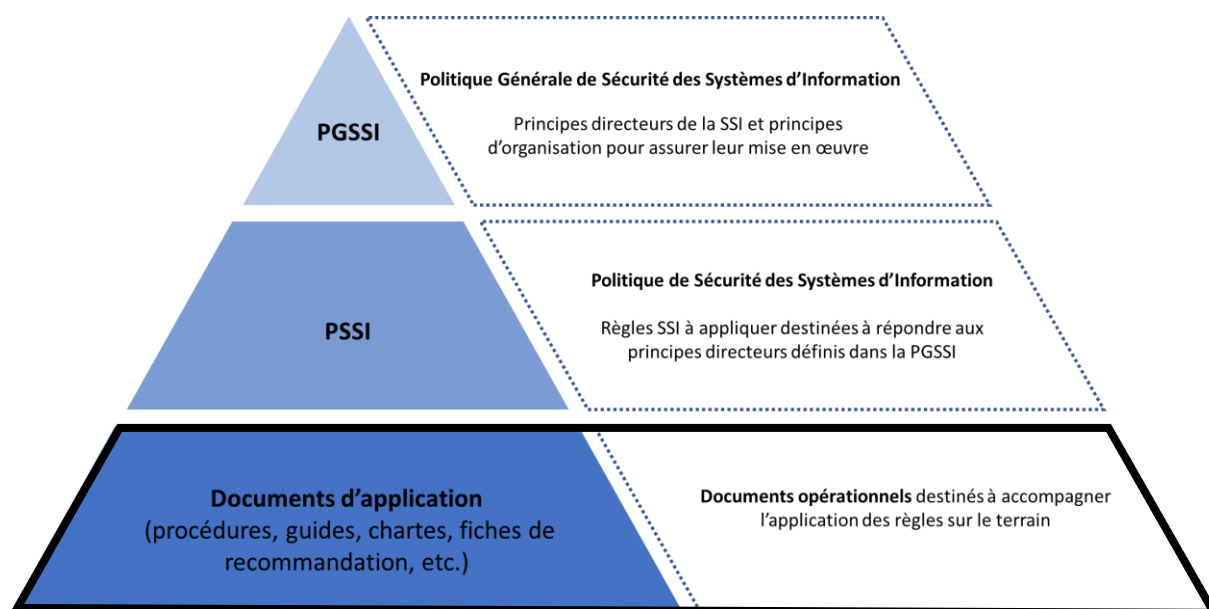 PGSSI
Politique Générale de Sécurité des Systèmes d'Information
Principes directeurs de la SSI et principes
d'organisation pour assurer leur mise en œuvre
PSSI
Politique de Sécurité des Systèmes d'Information
Règles SSI à appliquer destinées à répondre aux
principes directeurs définis dans la PGSSI
Documents d'application
(procédures, guides, chartes, fiches de
recommandation, etc.)
Documents opérationnels destinés à accompagner
l'application des règles sur le terrain